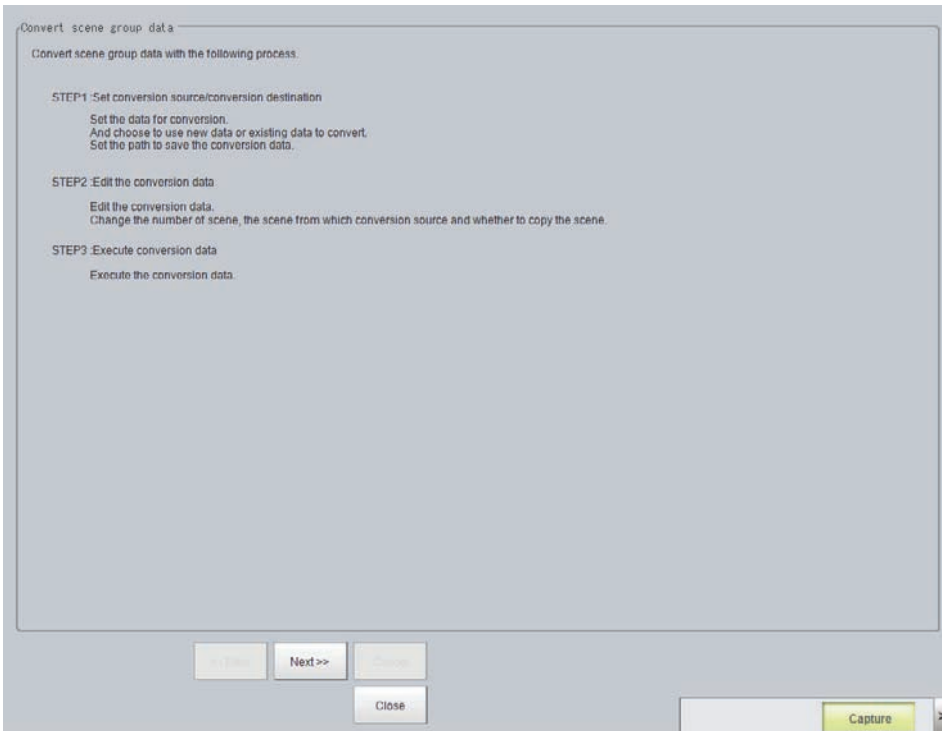 Convert scene group data
Convert scene group data with the following process.
STEP1 :Set conversion source/conversion destination
Set the data for conversion.
And choose to use new data or existing data to convert.
Set the path to save the conversion data.
STEP2 :Edit the conversion data
Edit the conversion data.
Change the number of scene, the scene from which conversion source and whether to copy the scene.
STEP3 :Execute conversion data
Execute the conversion data.
Next >>
Close
Capture